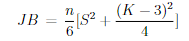 JB = \frac{n}{6}[S^2 + \frac{(K - 3)^2}{4}]